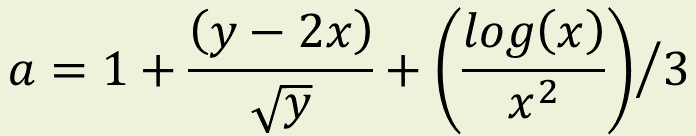 a = 1 + (y − 2x)/√y + (log(x)/x²)/3